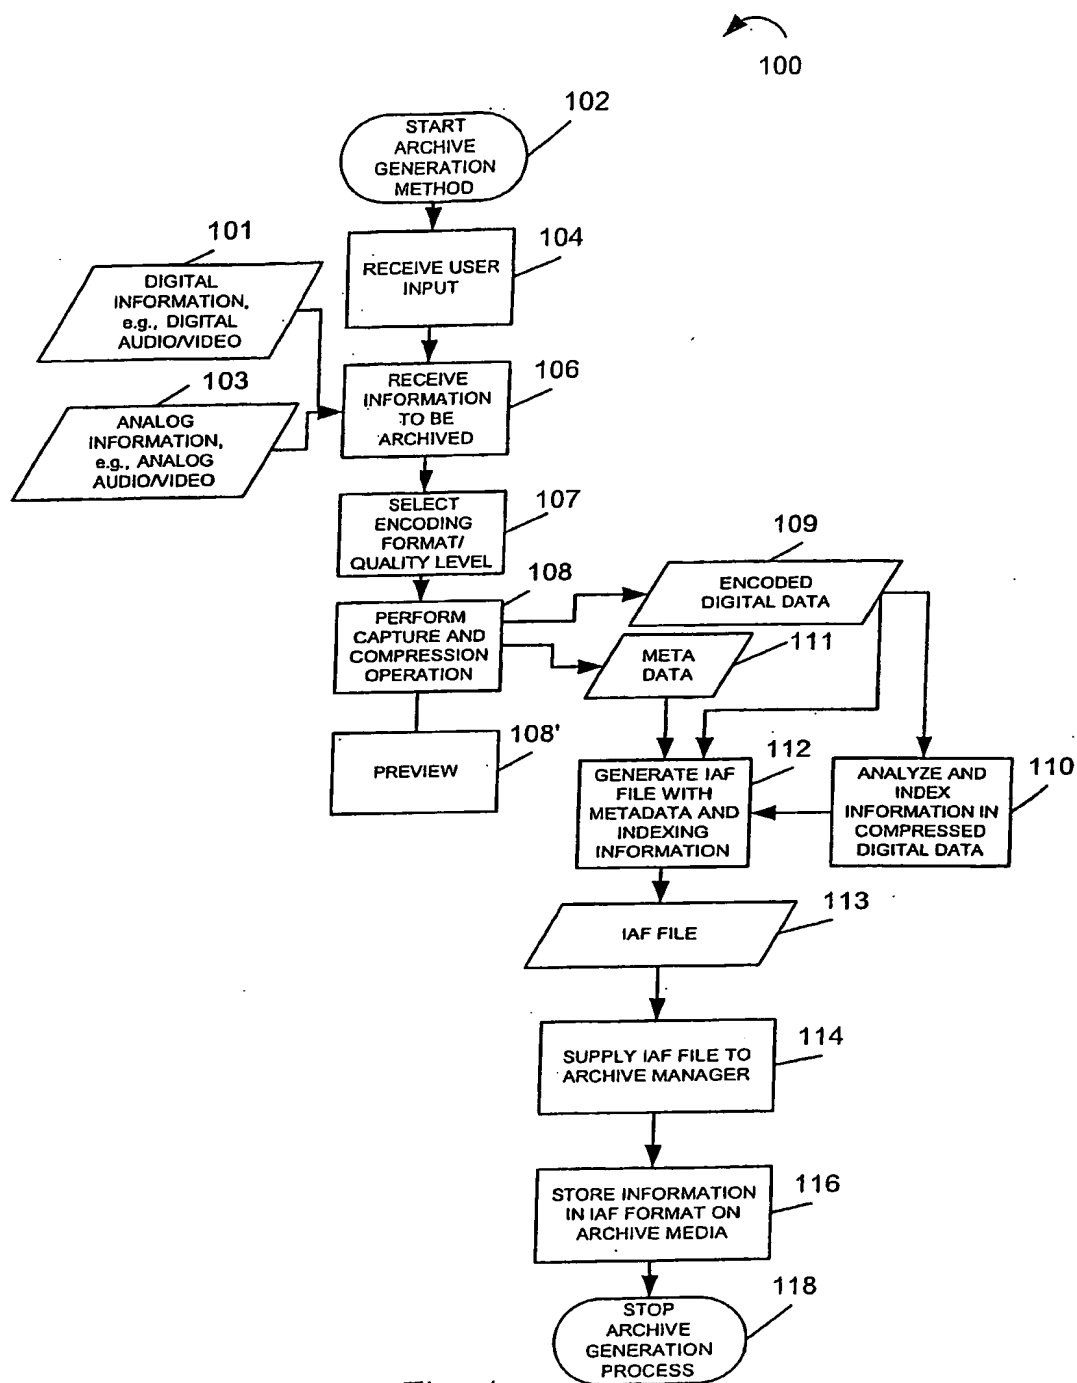 100
102
START
ARCHIVE
GENERATION
METHOD
101
104
DIGITAL
INFORMATION,
e.g., DIGITAL
AUDIO/VIDEO
RECEIVE USER
INPUT
103
106
ANALOG
INFORMATION,
e.g., ANALOG
AUDIO/VIDEO
RECEIVE
INFORMATION
TO BE
ARCHIVED
107
SELECT
ENCODING
FORMAT/
QUALITY LEVEL
109
ENCODED
DIGITAL DATA
108
PERFORM
CAPTURE AND
COMPRESSION
OPERATION
111
META
DATA
108'
PREVIEW
112
GENERATE IAF
FILE WITH
METADATA AND
INDEXING
INFORMATION
110
ANALYZE AND
INDEX
INFORMATION IN
COMPRESSED
DIGITAL DATA
113
IAF FILE
114
SUPPLY IAF FILE TO
ARCHIVE MANAGER
116
STORE INFORMATION
IN IAF FORMAT ON
ARCHIVE MEDIA
118
STOP
ARCHIVE
GENERATION
PROCESS